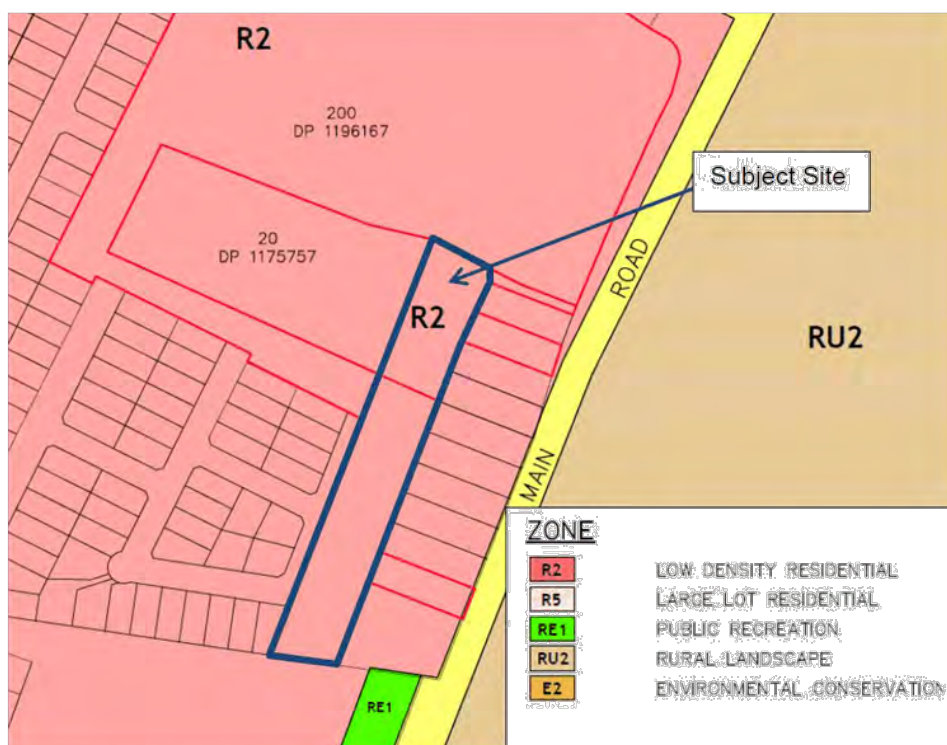 R2
200
DP 1196167
Subject Site
20
DP 1175757
R2
MAIN ROAD
RU2
RE1
ZONE
R2 LOW DENSITY RESIDENTIAL
R5 LARGE LOT RESIDENTIAL
RE1 PUBLIC RECREATION
RU2 RURAL LANDSCAPE
E2 ENVIRONMENTAL CONSERVATION